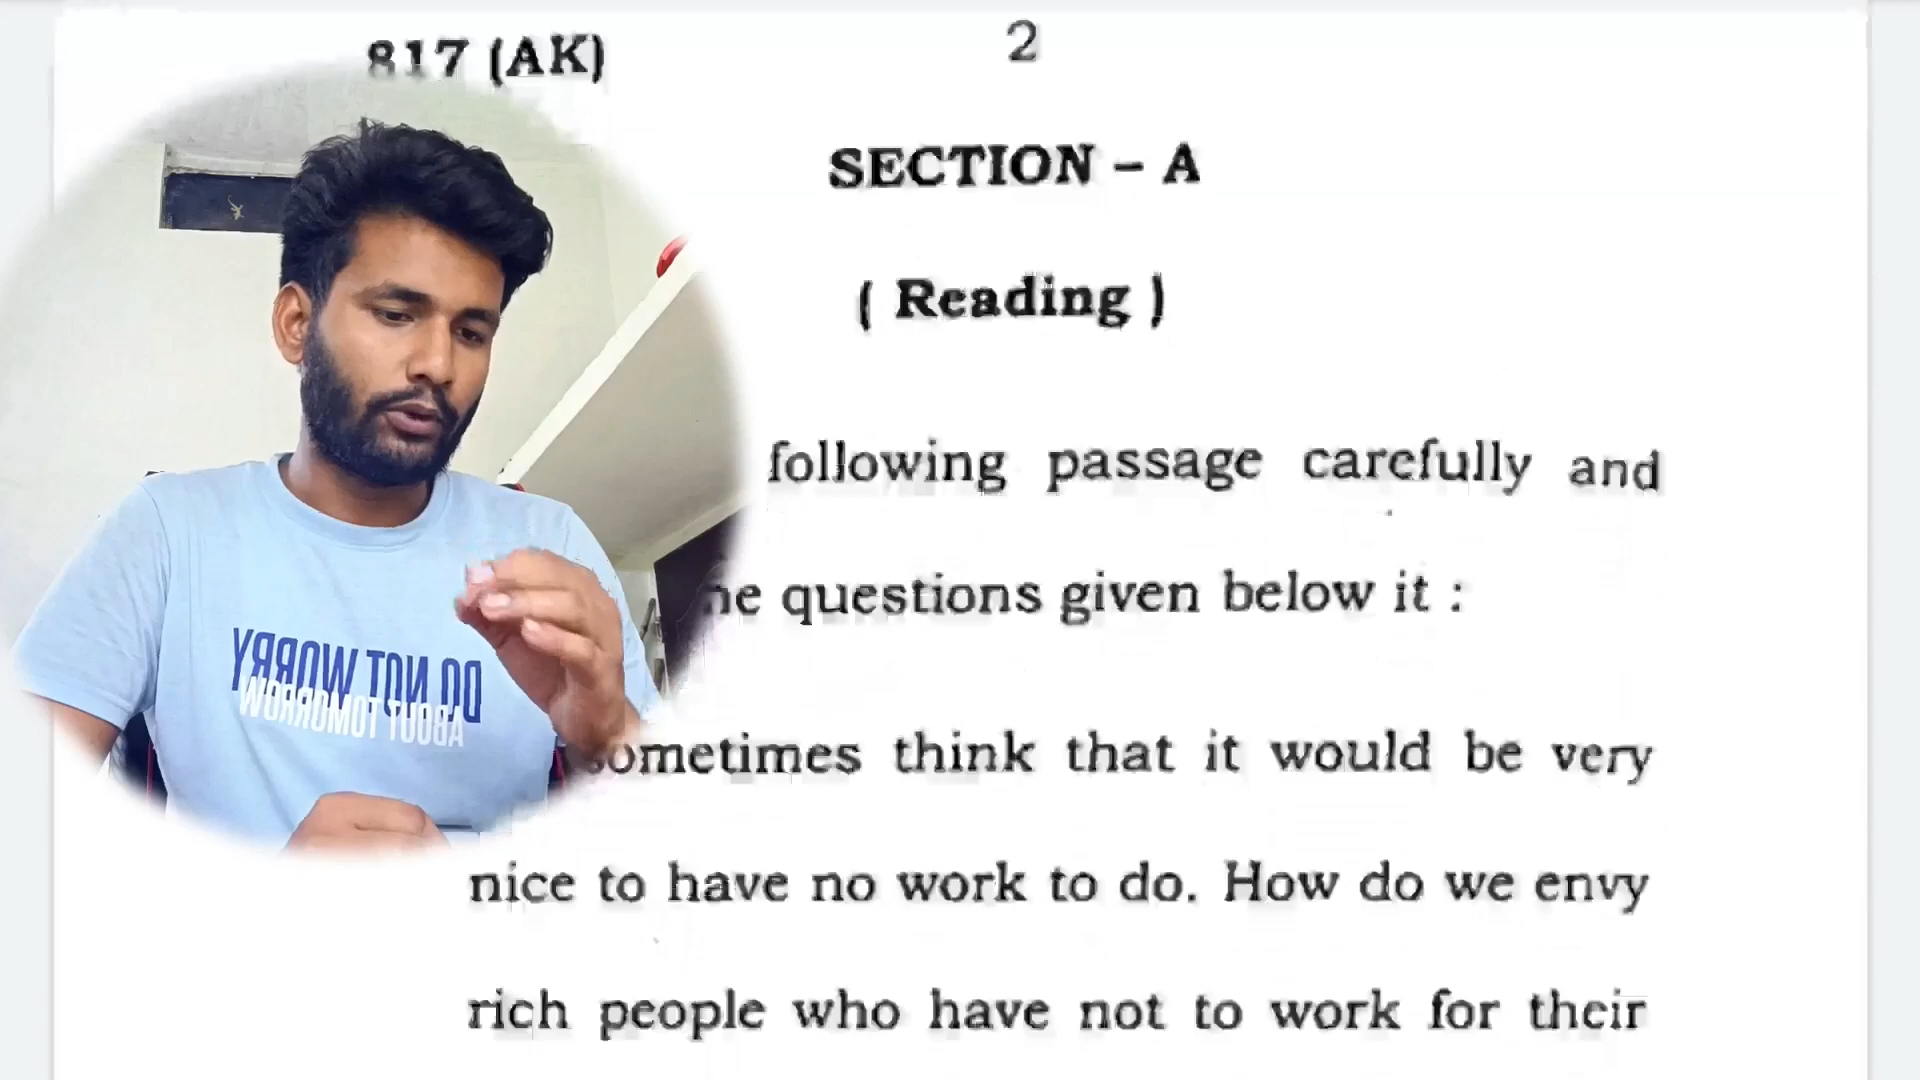 817 (AK)
2
SECTION – A
( Reading )
following passage carefully and
questions given below it :
sometimes think that it would be very
nice to have no work to do. How do we envy
rich people who have not to work for their
DO NOT WORRY
ABOUT TOMORROW